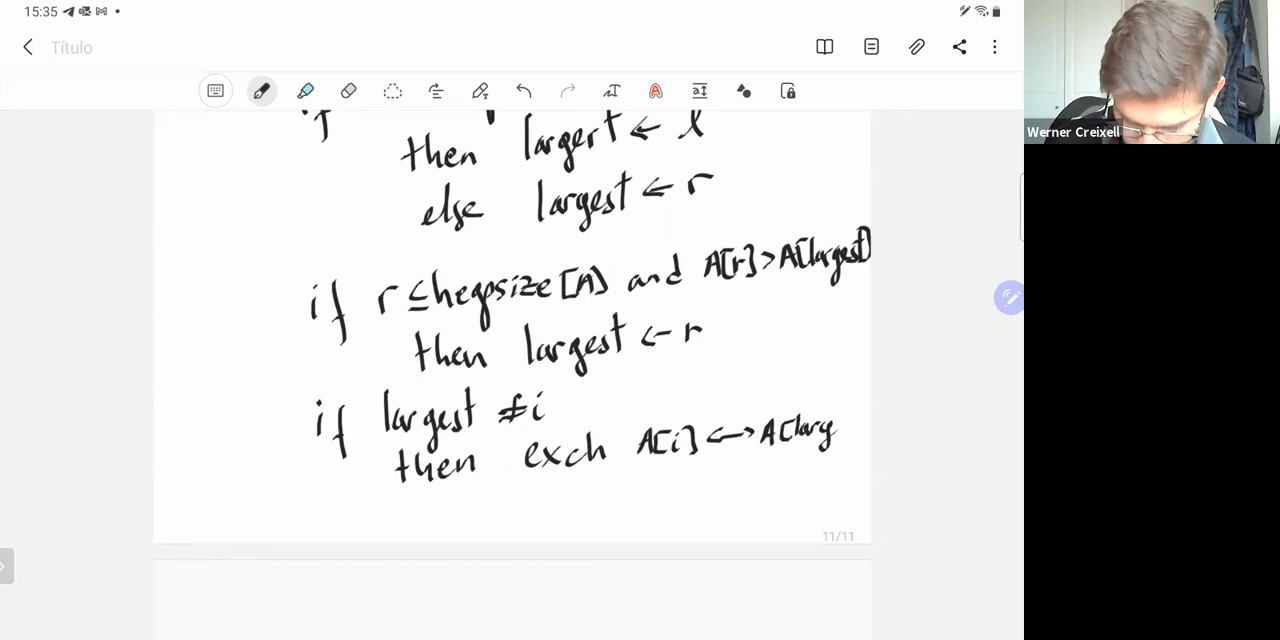 15:35
Título
then largert ← l
else largest ← r
if r ≤ heapsize [A] and A[r] > A[largest]
then largest ← r
if largest ≠ i
then exch A[i] ↔ A[larg
11/11
Werner Creixell